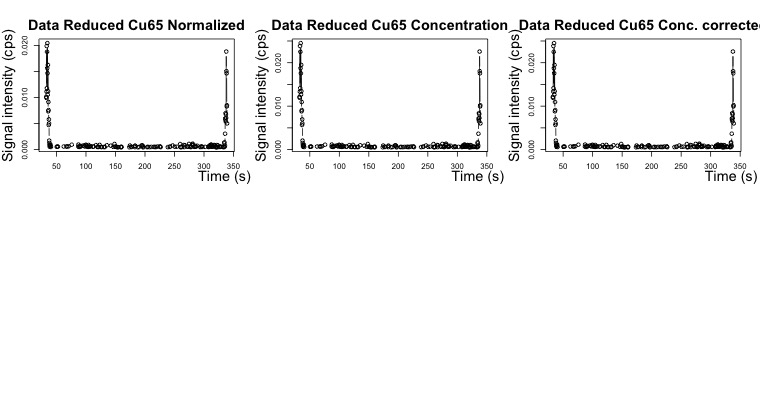 Data Reduced Cu65 Normalized
Signal intensity (cps)
0.000 0.010 0.020
50 100 150 200 250 300 350
Time (s)
Data Reduced Cu65 Concentration
Signal intensity (cps)
0.000 0.010 0.020
50 100 150 200 250 300 350
Time (s)
Data Reduced Cu65 Conc. corrected
Signal intensity (cps)
0.000 0.010 0.020
50 100 150 200 250 300 350
Time (s)